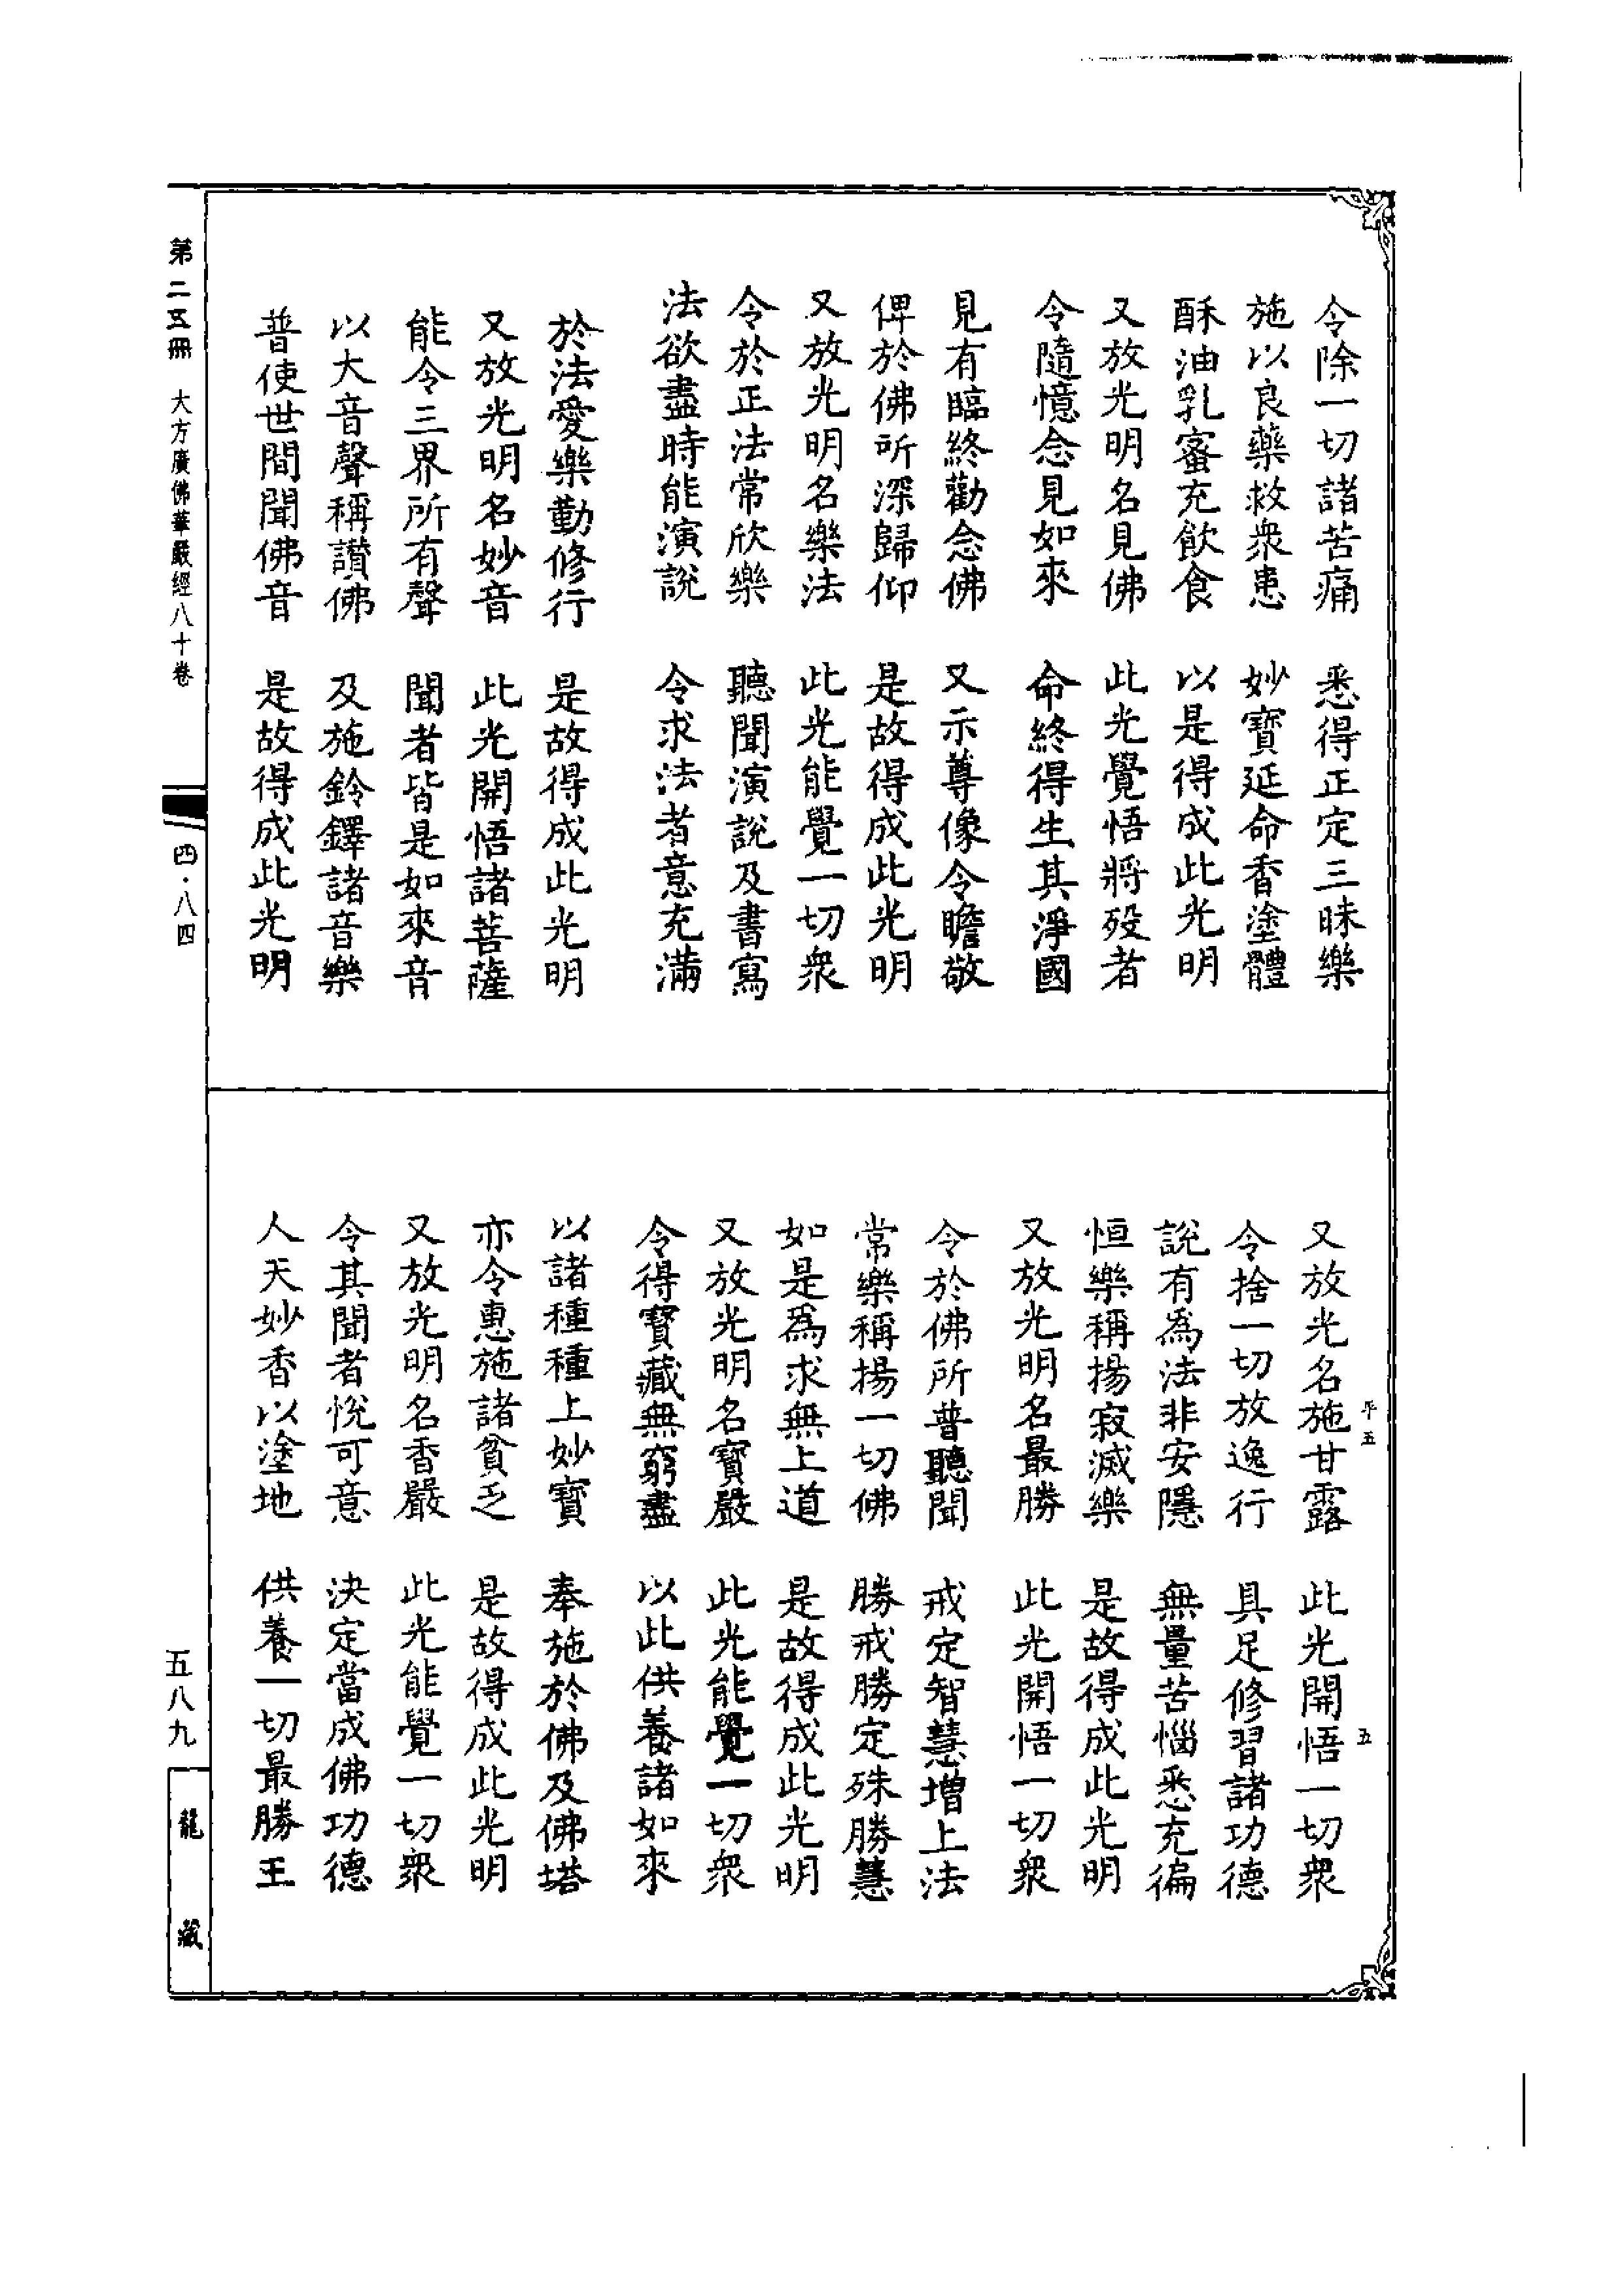 令除一切諸苦痛　悉得正定三昧樂
施以良藥救衆患　妙寶延命香塗體
酥油乳蜜充飲食　以是得成此光明
又放光明名見佛　此光覺悟將歿者
令隨憶念見如來　命終得生其淨國
見有臨終勸念佛　又示尊像令瞻敬
俾於佛所深歸仰　是故得成此光明
又放光明名樂法　此光能覺一切衆
令於正法常欣樂　聽聞演說及書寫
法欲盡時能演說　令求法者意充滿
於法愛樂勤修行　是故得成此光明
又放光明名妙音　此光開悟諸菩薩
能令三界所有聲　聞者皆是如來音
以大音聲稱讃佛　及施鈴鐸諸音樂
普使世間聞佛音　是故得成此光明
平五　五
又放光名施甘露　此光開悟一切衆
令捨一切放逸行　具足修習諸功德
說有為法非安隱　無量苦惱悉充徧
恒樂稱揚寂滅樂　是故得成此光明
又放光明名最勝　此光開悟一切衆
令於佛所普聽聞　戒定智慧增上法
常樂稱揚一切佛　勝戒勝定殊勝慧
如是爲求無上道　是故得成此光明
又放光明名寶嚴　此光能覺一切衆
令得寶藏無窮盡　以此供養諸如來
以諸種種上妙寶　奉施於佛及佛塔
亦令惠施諸貧乏　是故得成此光明
又放光明名香嚴　此光能覺一切衆
令其聞者悅可意　決定當成佛功德
人天妙香以塗地　供養一切最勝王
第二五冊　大方廣佛華嚴經八十卷　四·八四　五八九　龍藏